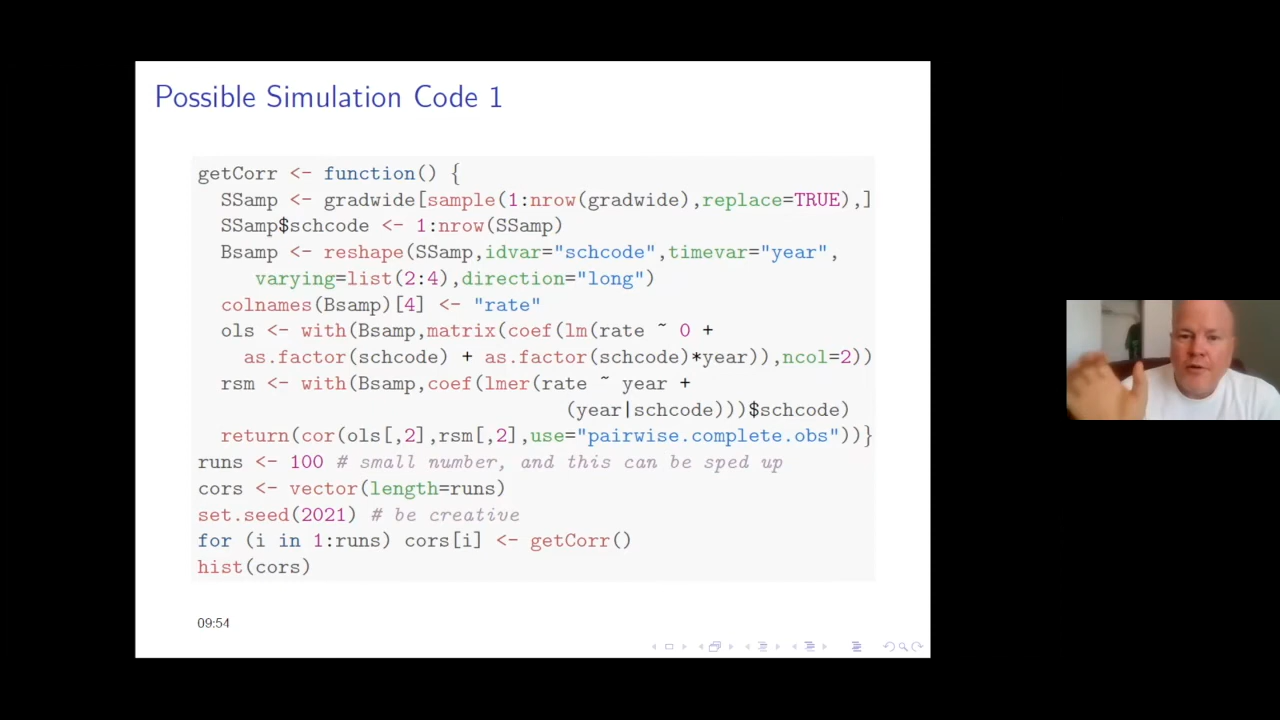 Possible Simulation Code 1
getCorr <- function() {
  SSamp <- gradwide[sample(1:nrow(gradwide),replace=TRUE),]
  SSamp$schcode <- 1:nrow(SSamp)
  Bsamp <- reshape(SSamp,idvar="schcode",timevar="year",
     varying=list(2:4),direction="long")
  colnames(Bsamp)[4] <- "rate"
  ols <- with(Bsamp,matrix(coef(lm(rate ~ 0 +
    as.factor(schcode) + as.factor(schcode)*year)),ncol=2))
  rsm <- with(Bsamp,coef(lmer(rate ~ year +
                                (year|schcode)))$schcode)
  return(cor(ols[,2],rsm[,2],use="pairwise.complete.obs"))}
runs <- 100 # small number, and this can be sped up
cors <- vector(length=runs)
set.seed(2021) # be creative
for (i in 1:runs) cors[i] <- getCorr()
hist(cors)
09:54